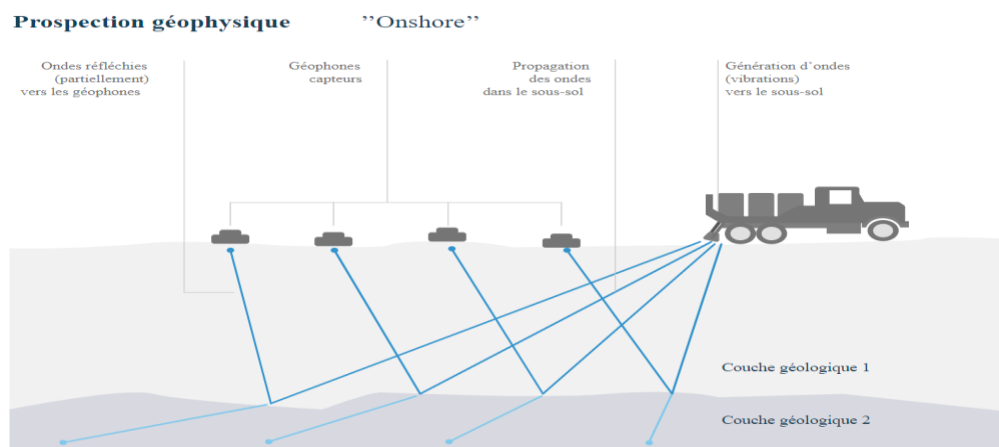 Prospection géophysique ’’Onshore’’
Ondes réfléchies
(partiellement)
vers les géophones
Géophones
capteurs
Propagation
des ondes
dans le sous-sol
Génération d’ondes
(vibrations)
vers le sous-sol
Couche géologique 1
Couche géologique 2